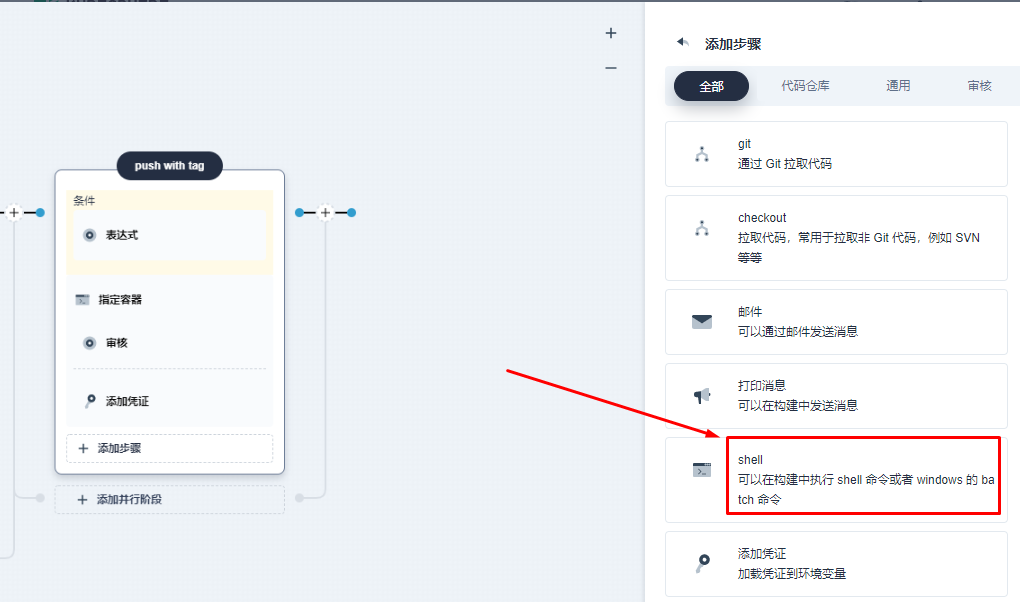 添加步骤
全部
代码仓库
通用
审核
push with tag
条件
表达式
指定容器
审核
添加凭证
添加步骤
添加并行阶段
git
通过 Git 拉取代码
checkout
拉取代码，常用于拉取非 Git 代码，例如 SVN
等等
邮件
可以通过邮件发送消息
打印消息
可以在构建中发送消息
shell
可以在构建中执行 shell 命令或者 windows 的 ba
tch 命令
添加凭证
加载凭证到环境变量